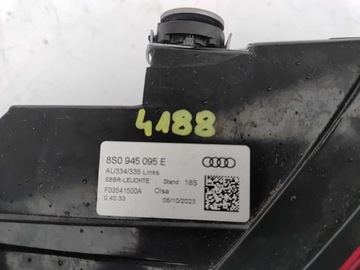 4188
8S0 945 095 E
AU334/335 Links
SBBR-LEUCHTE Stand: 18S
F03541500A Olsa
0.40.33 06/10/2023